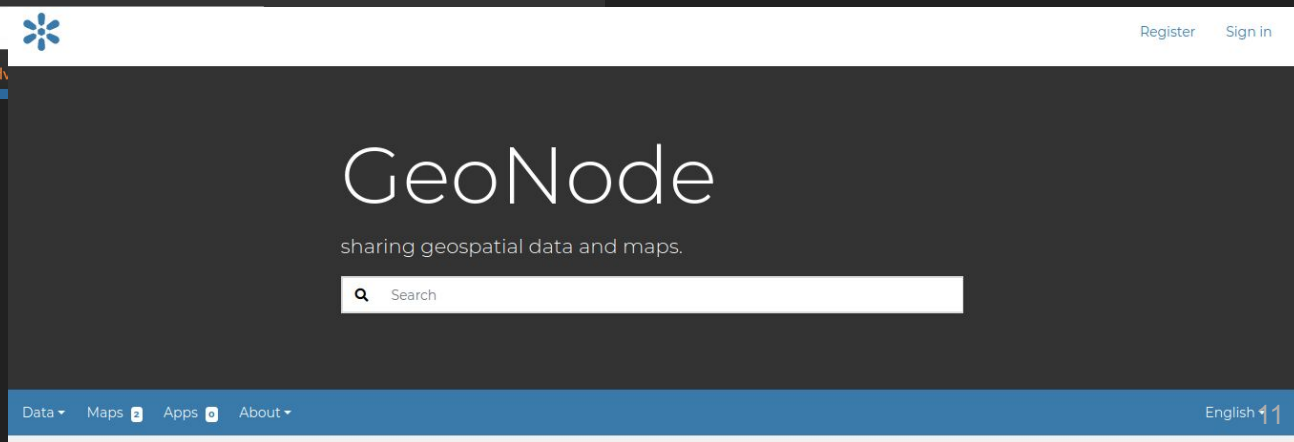 Register Sign in
GeoNode
sharing geospatial data and maps.
Search
Data Maps 2 Apps 0 About English 11